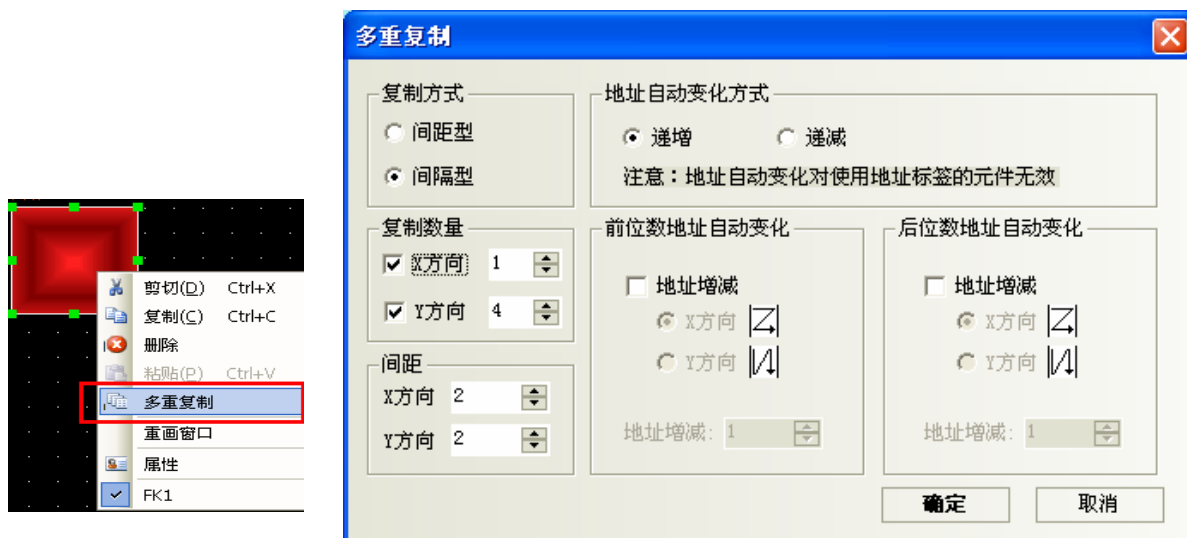 剪切(D) Ctrl+X
复制(C) Ctrl+C
删除
粘贴(P) Ctrl+V
多重复制
重画窗口
属性
FK1
多重复制
复制方式
间距型
间隔型
地址自动变化方式
递增 递减
注意：地址自动变化对使用地址标签的元件无效
复制数量
X方向 1
Y方向 4
间距
X方向 2
Y方向 2
前位数地址自动变化
地址增减
X方向
Y方向
地址增减: 1
后位数地址自动变化
地址增减
X方向
Y方向
地址增减: 1
确定 取消